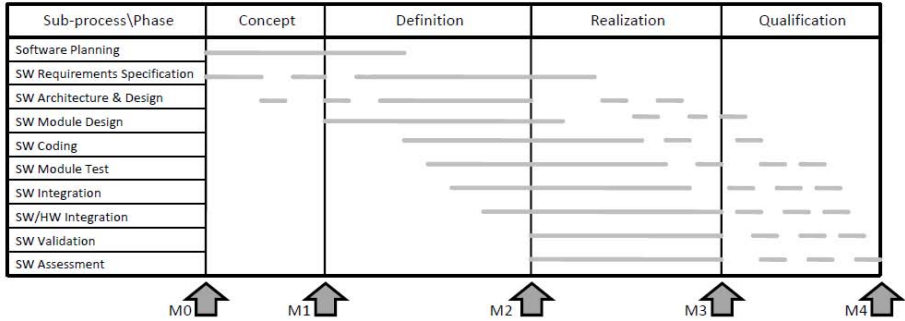 Sub-process\Phase Concept Definition Realization Qualification
Software Planning
SW Requirements Specification
SW Architecture & Design
SW Module Design
SW Coding
SW Module Test
SW Integration
SW/HW Integration
SW Validation
SW Assessment
M0 M1 M2 M3 M4